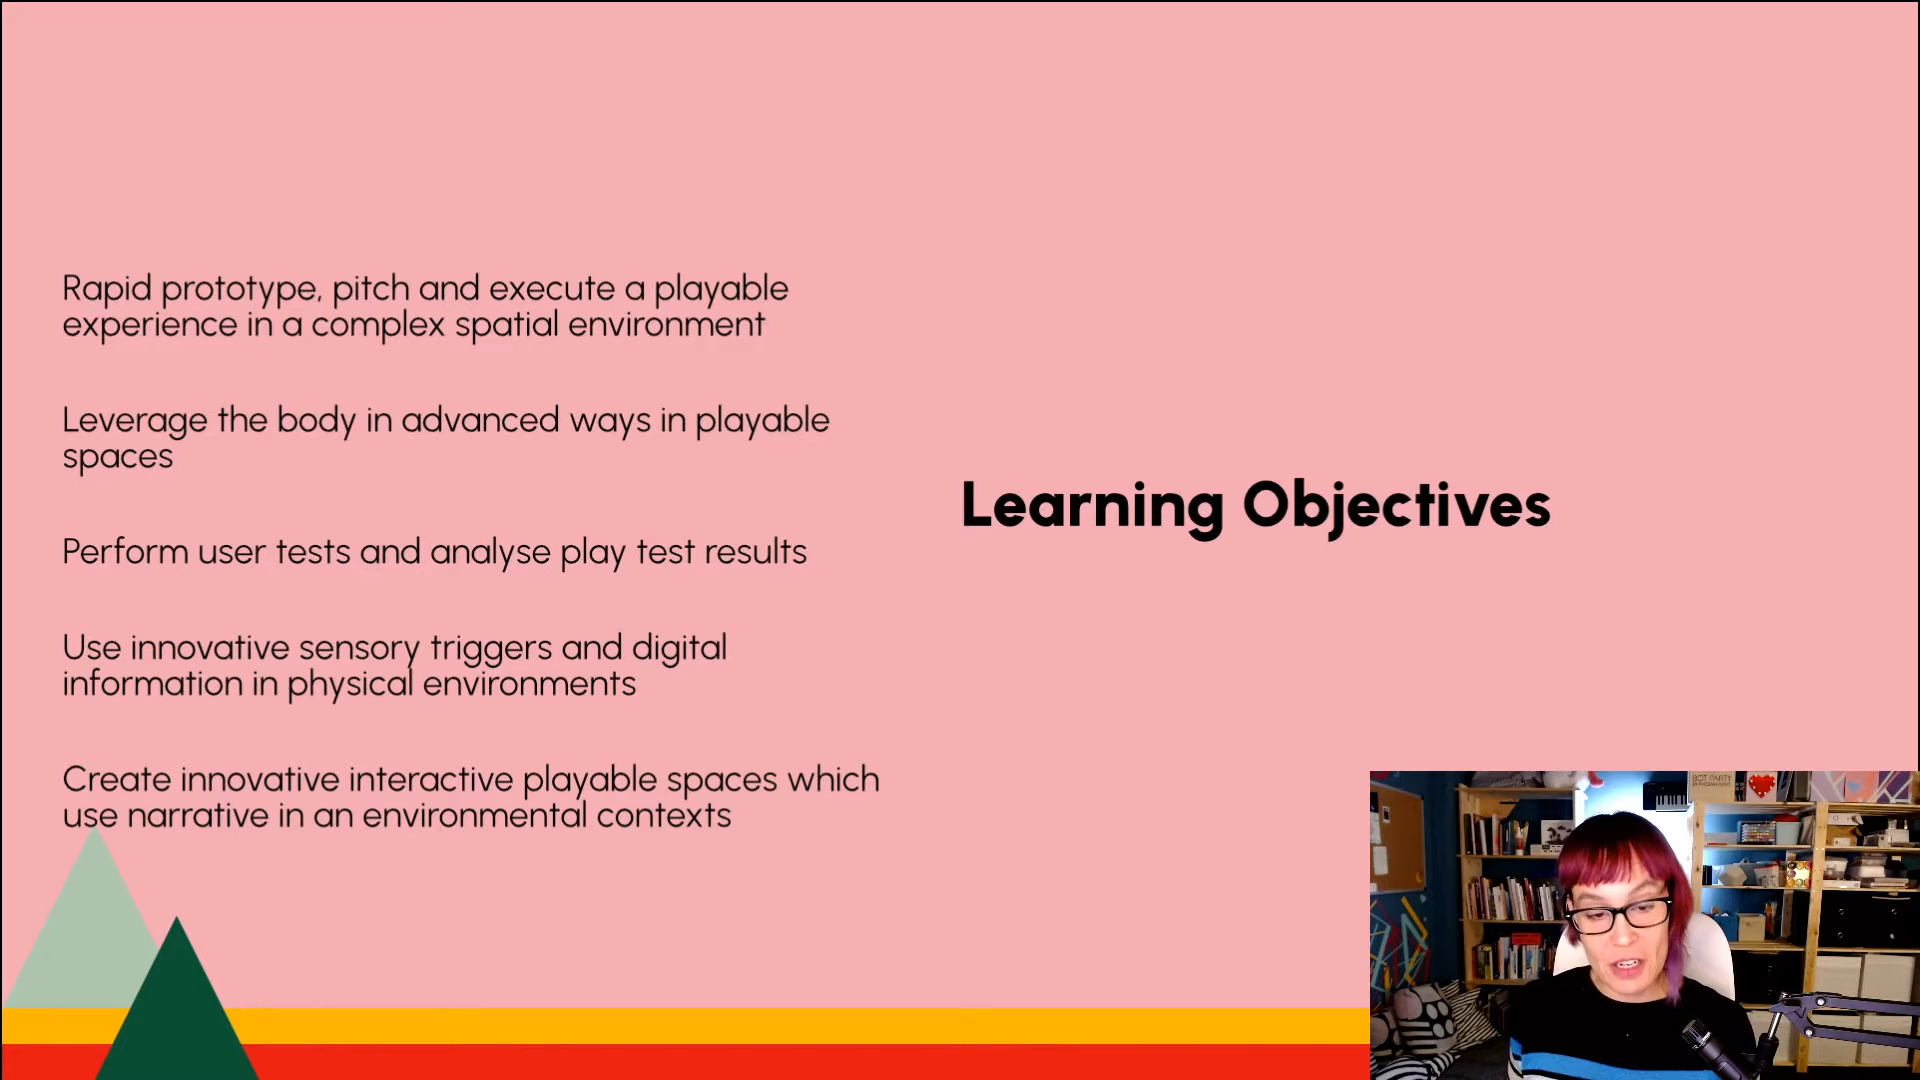 Rapid prototype, pitch and execute a playable
experience in a complex spatial environment
Leverage the body in advanced ways in playable
spaces
Perform user tests and analyse play test results
Use innovative sensory triggers and digital
information in physical environments
Create innovative interactive playable spaces which
use narrative in an environmental contexts
Learning Objectives
BOT PARTY